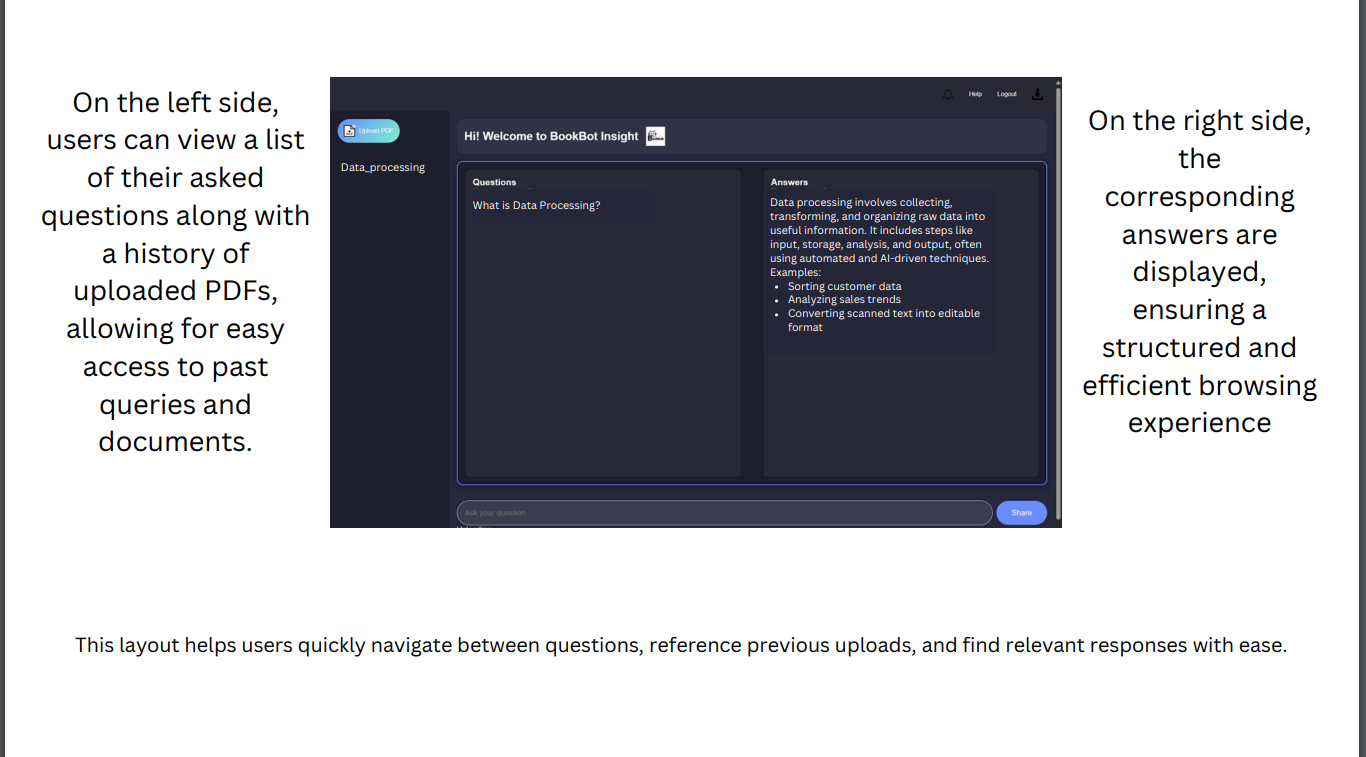 On the left side,
users can view a list
of their asked
questions along with
a history of
uploaded PDFs,
allowing for easy
access to past
queries and
documents.
Help
Logout
Upload PDF
Data_processing
Hi! Welcome to BookBot Insight
Questions
What is Data Processing?
Answers
Data processing involves collecting,
transforming, and organizing raw data into
useful information. It includes steps like
input, storage, analysis, and output, often
using automated and AI-driven techniques.
Examples:
• Sorting customer data
• Analyzing sales trends
• Converting scanned text into editable
format
Ask your question
Share
On the right side,
the
corresponding
answers are
displayed,
ensuring a
structured and
efficient browsing
experience
This layout helps users quickly navigate between questions, reference previous uploads, and find relevant responses with ease.